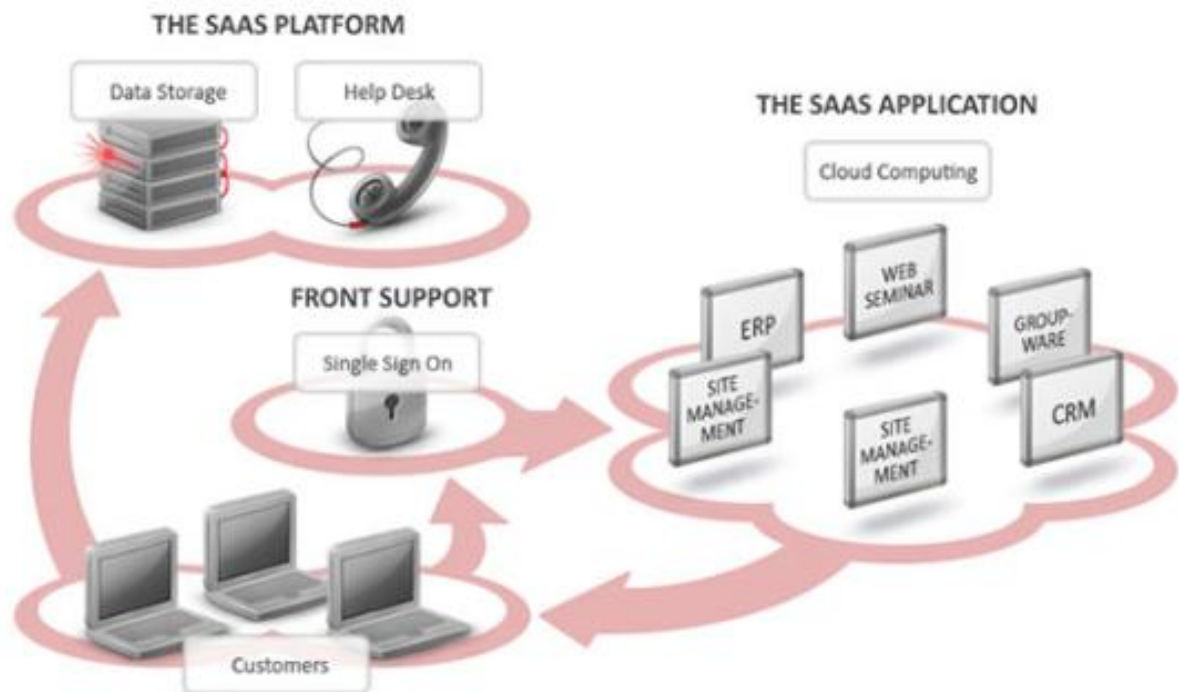 THE SAAS PLATFORM
Data Storage
Help Desk
THE SAAS APPLICATION
Cloud Computing
WEB
SEMINAR
ERP
GROUP-
WARE
SITE
MANAGE-
MENT
CRM
SITE
MANAGE-
MENT
FRONT SUPPORT
Single Sign On
Customers